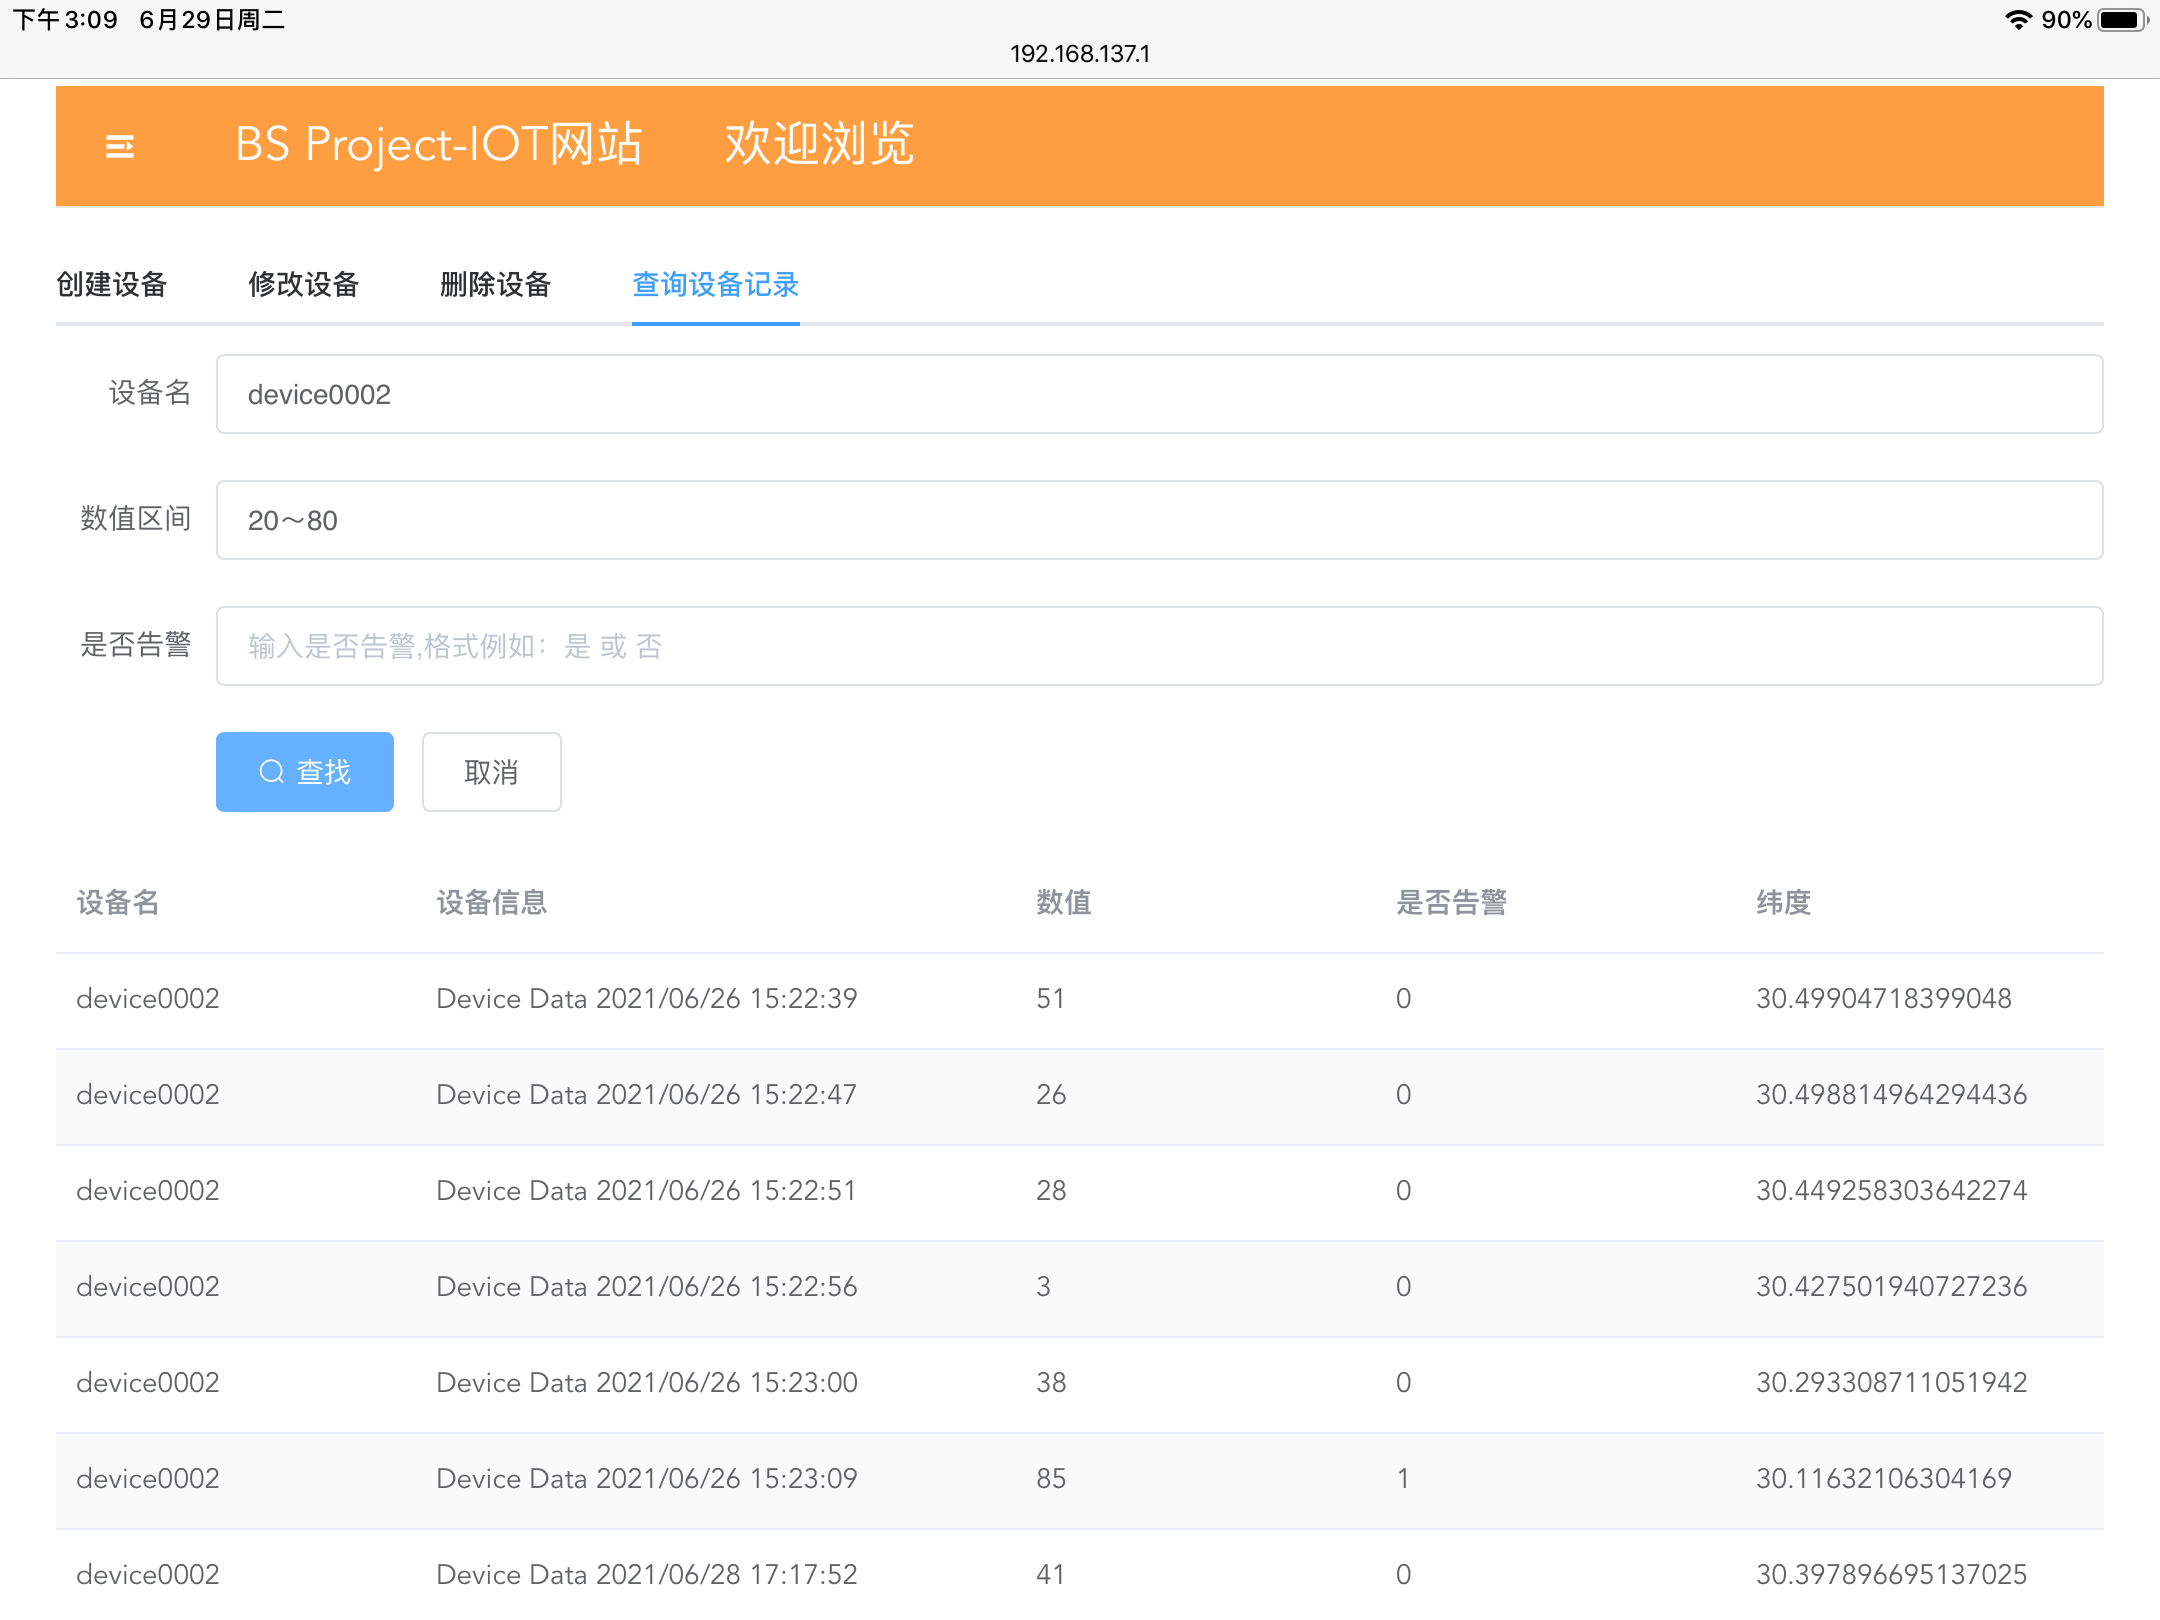 下午3:09 6月29日周二 90%
192.168.137.1
BS Project-IOT网站 欢迎浏览
创建设备 修改设备 删除设备 查询设备记录
设备名 device0002
数值区间 20～80
是否告警 输入是否告警,格式例如：是 或 否
查找 取消
设备名 设备信息 数值 是否告警 纬度
device0002 Device Data 2021/06/26 15:22:39 51 0 30.49904718399048
device0002 Device Data 2021/06/26 15:22:47 26 0 30.498814964294436
device0002 Device Data 2021/06/26 15:22:51 28 0 30.449258303642274
device0002 Device Data 2021/06/26 15:22:56 3 0 30.427501940727236
device0002 Device Data 2021/06/26 15:23:00 38 0 30.293308711051942
device0002 Device Data 2021/06/26 15:23:09 85 1 30.11632106304169
device0002 Device Data 2021/06/28 17:17:52 41 0 30.397896695137025